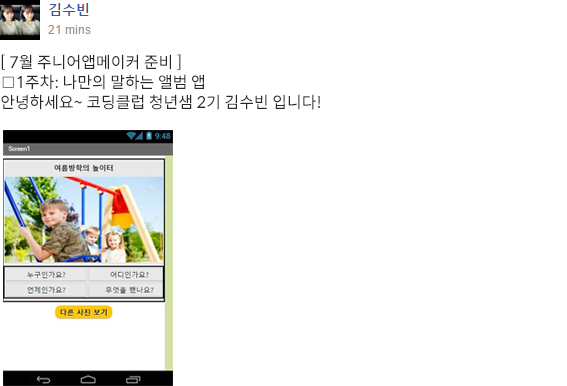 김수빈
21 mins
[ 7월 주니어앱메이커 준비 ]
□1주차: 나만의 말하는 앨범 앱
안녕하세요~ 코딩클럽 청년샘 2기 김수빈 입니다!
9:48
Screen1
여름방학의 놀이터
누구인가요? 어디인가요?
언제인가요? 무엇을 했나요?
다른 사진 보기